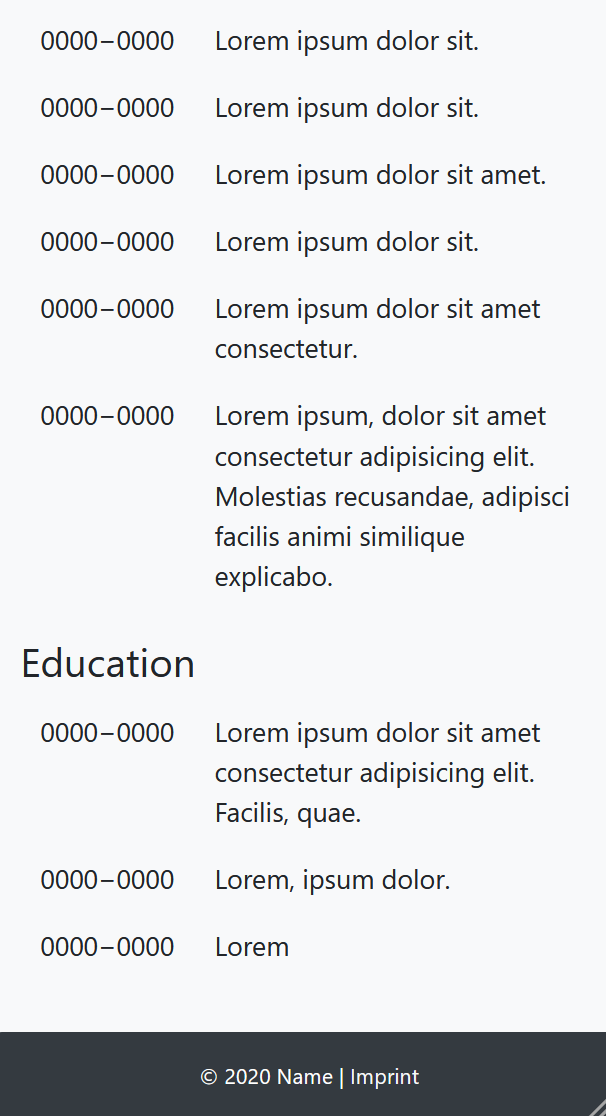 0000–0000 Lorem ipsum dolor sit.
0000–0000 Lorem ipsum dolor sit.
0000–0000 Lorem ipsum dolor sit amet.
0000–0000 Lorem ipsum dolor sit.
0000–0000 Lorem ipsum dolor sit amet
consectetur.
0000–0000 Lorem ipsum, dolor sit amet
consectetur adipisicing elit.
Molestias recusandae, adipisci
facilis animi similique
explicabo.
Education
0000–0000 Lorem ipsum dolor sit amet
consectetur adipisicing elit.
Facilis, quae.
0000–0000 Lorem, ipsum dolor.
0000–0000 Lorem
© 2020 Name | Imprint